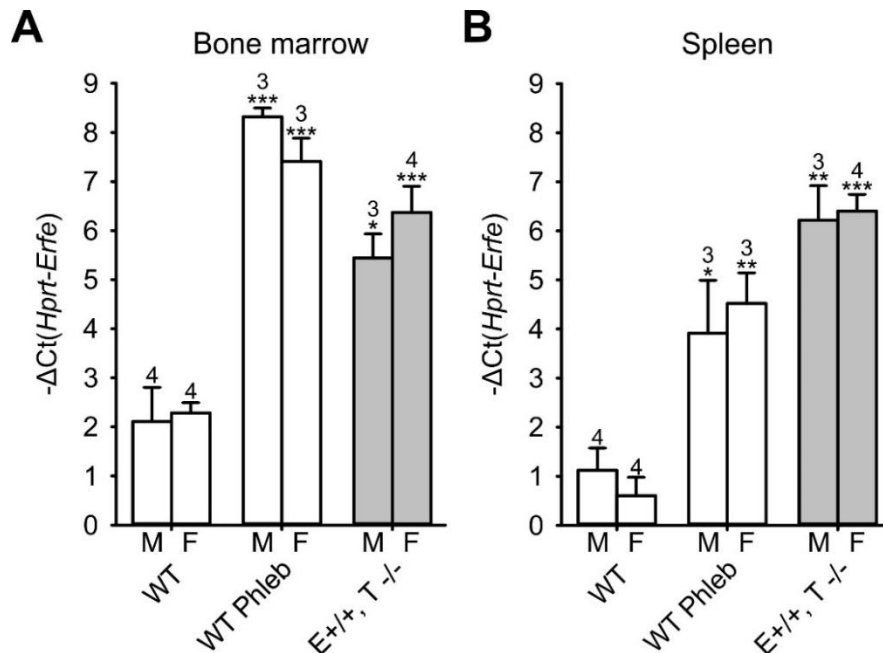 A
Bone marrow
-ΔCt(Hprt-Erfe)
9
8
7
6
5
4
3
2
1
0
4
4
3
***
3
***
3
*
4
***
M F
M F
M F
WT
WT Phleb
E+/+, T -/-
B
Spleen
-ΔCt(Hprt-Erfe)
9
8
7
6
5
4
3
2
1
0
4
4
3
*
3
**
3
**
4
***
M F
M F
M F
WT
WT Phleb
E+/+, T -/-